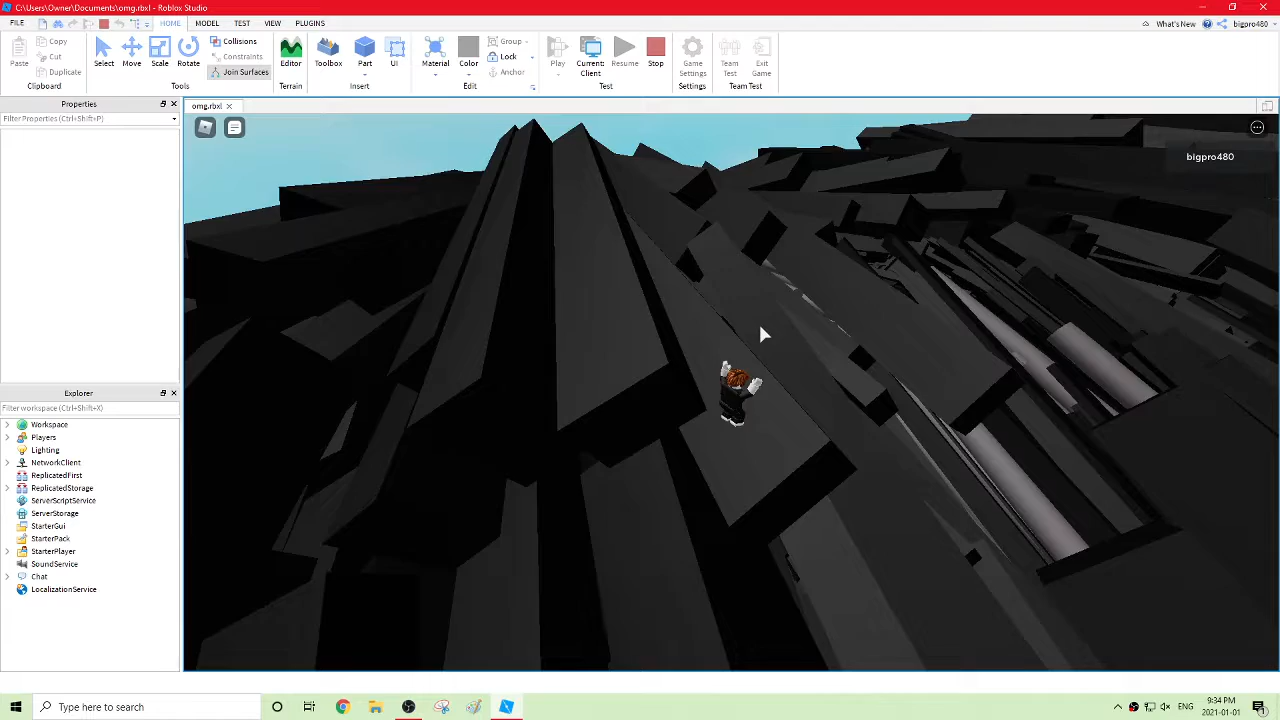 C:\Users\Owner\Documents\omg.rbxl - Roblox Studio
FILE HOME MODEL TEST VIEW PLUGINS What's New bigpro480
Paste Copy Cut Duplicate Clipboard
Select Move Scale Rotate Collisions Constraints Join Surfaces Tools
Editor Terrain
Toolbox Part UI Insert
Material Color Group Lock Anchor Edit
Play Current: Client Resume Stop Test
Game Settings Settings
Team Test Exit Game Team Test
Properties
omg.rbxl
Filter Properties (Ctrl+Shift+P)
bigpro480
Explorer
Filter workspace (Ctrl+Shift+X)
Workspace
Players
Lighting
NetworkClient
ReplicatedFirst
ReplicatedStorage
ServerScriptService
ServerStorage
StarterGui
StarterPack
StarterPlayer
SoundService
Chat
LocalizationService
Type here to search
ENG
9:34 PM
2021-01-01
1